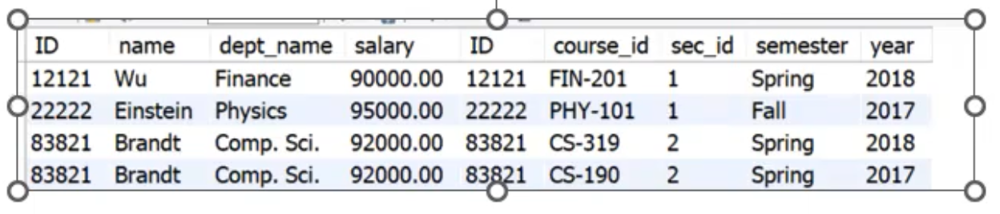 ID name dept_name salary ID course_id sec_id semester year
12121 Wu Finance 90000.00 12121 FIN-201 1 Spring 2018
22222 Einstein Physics 95000.00 22222 PHY-101 1 Fall 2017
83821 Brandt Comp. Sci. 92000.00 83821 CS-319 2 Spring 2018
83821 Brandt Comp. Sci. 92000.00 83821 CS-190 2 Spring 2017